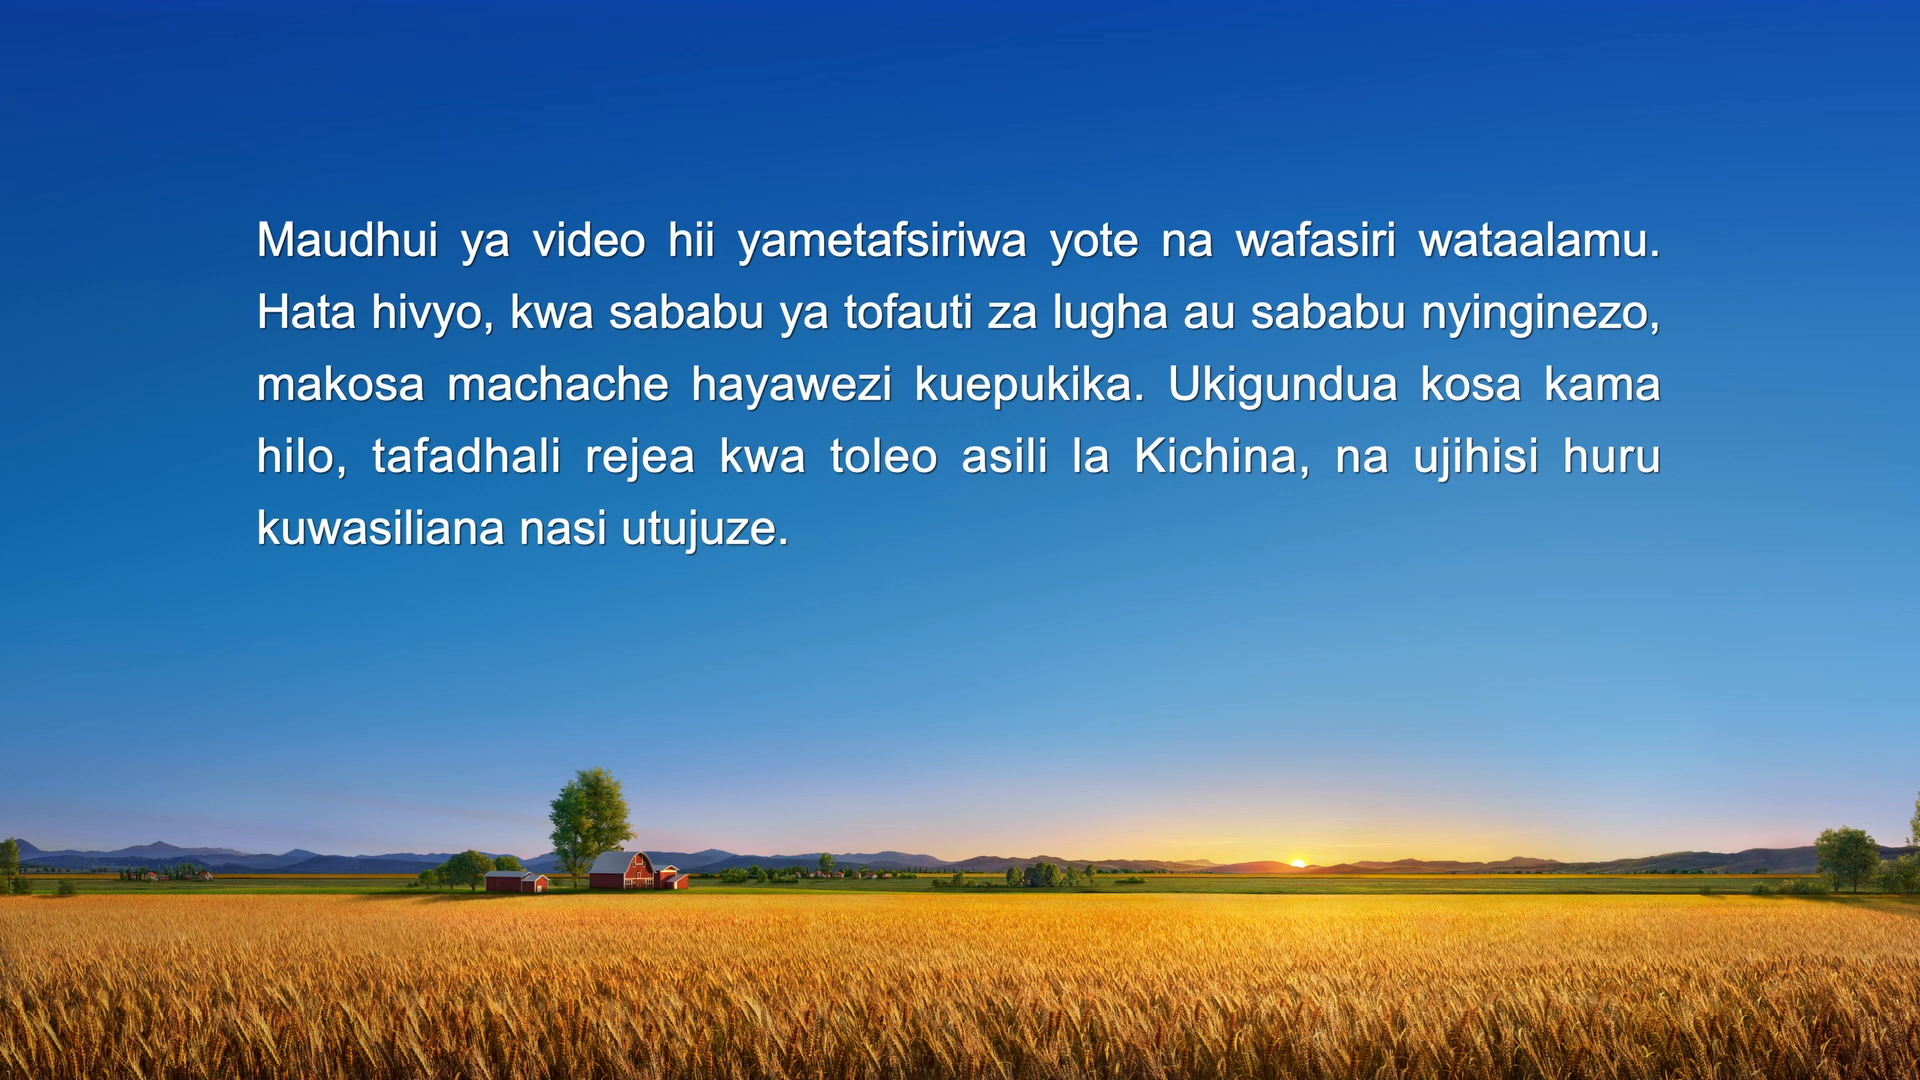 Maudhui ya video hii yametafsiriwa yote na wafasiri wataalamu.
Hata hivyo, kwa sababu ya tofauti za lugha au sababu nyinginezo,
makosa machache hayawezi kuepukika. Ukigundua kosa kama
hilo, tafadhali rejea kwa toleo asili la Kichina, na ujihisi huru
kuwasiliana nasi utujuze.